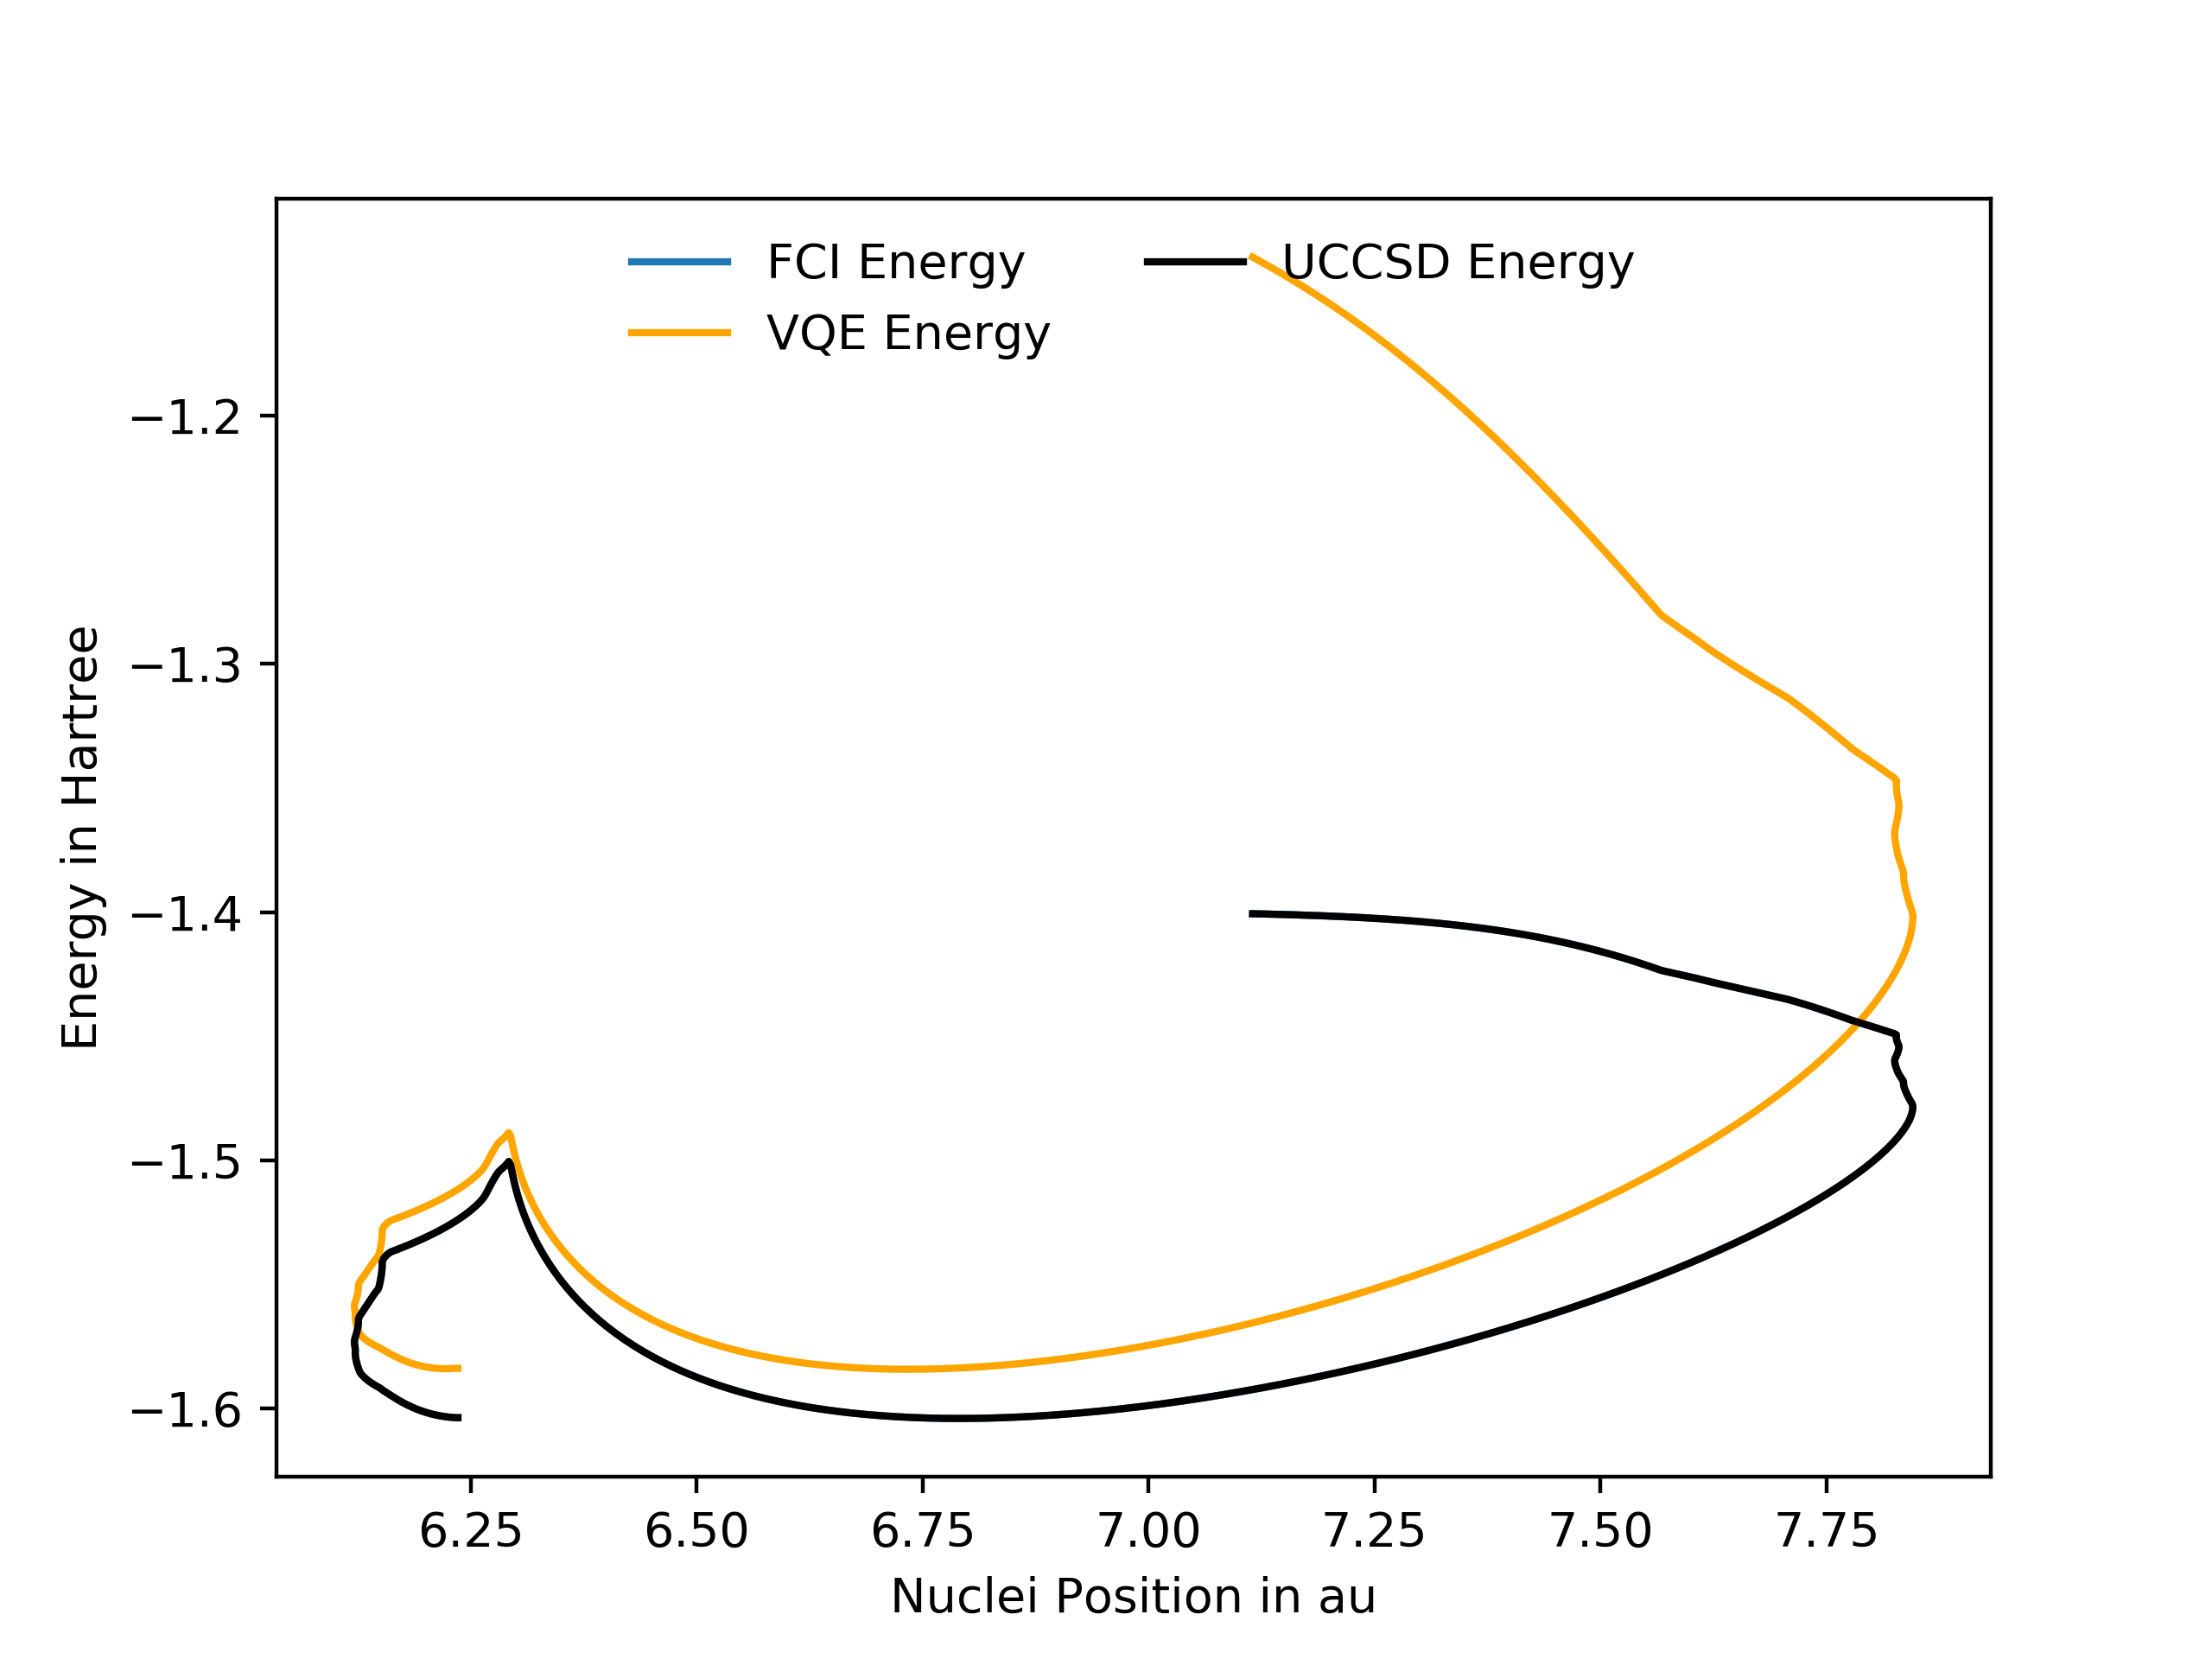 FCI Energy
VQE Energy
UCCSD Energy
−1.2
−1.3
−1.4
−1.5
−1.6
Energy in Hartree
6.25 6.50 6.75 7.00 7.25 7.50 7.75
Nuclei Position in au